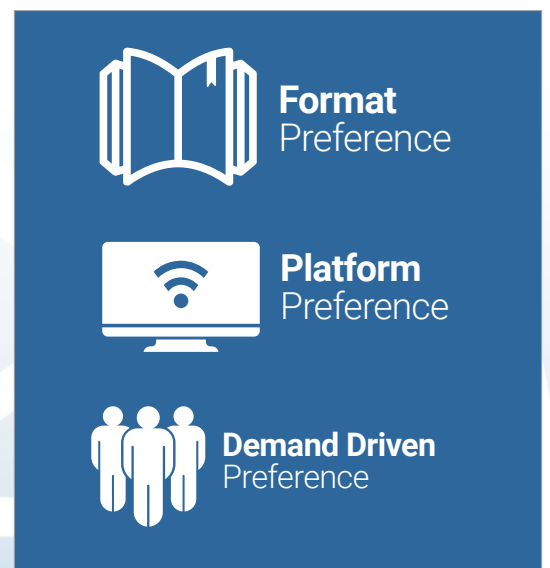 Format
Preference
Platform
Preference
Demand Driven
Preference